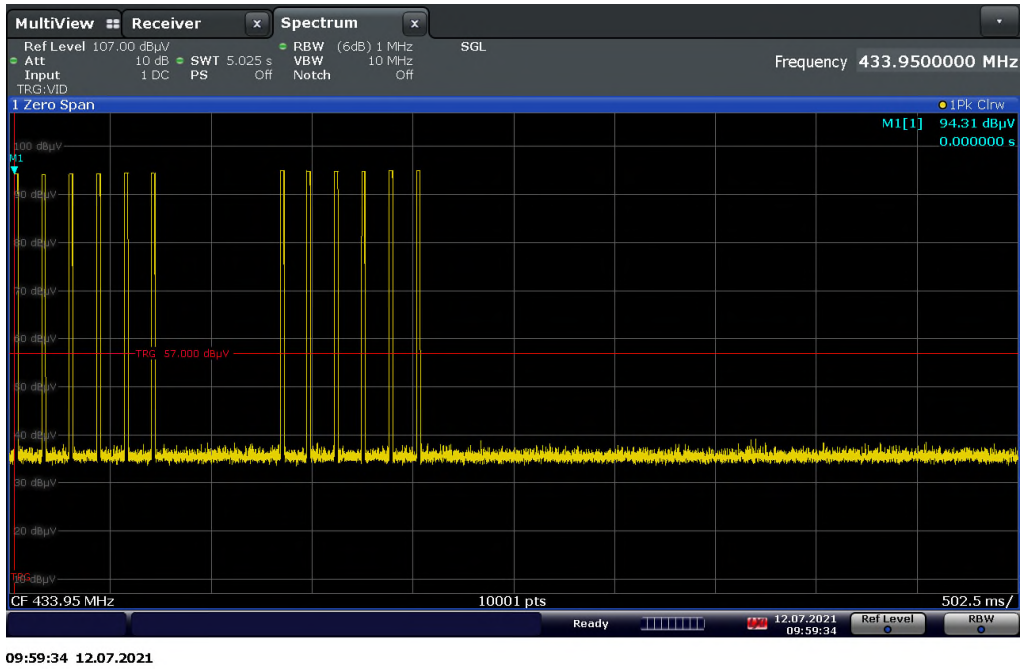 MultiView Receiver x Spectrum x
Ref Level 107.00 dBµV RBW (6dB) 1 MHz SGL
Att 10 dB SWT 5.025 s VBW 10 MHz Frequency 433.9500000 MHz
Input 1 DC PS Off Notch Off
TRG:VID
1 Zero Span 1Pk Clrw
M1[1] 94.31 dBµV
0.000000 s
100 dBµV
M1
90 dBµV
80 dBµV
70 dBµV
60 dBµV
TRG 57.000 dBµV
50 dBµV
40 dBµV
30 dBµV
20 dBµV
TRG
10 dBµV
CF 433.95 MHz 10001 pts 502.5 ms/
Ready 12.07.2021 Ref Level RBW
09:59:34
09:59:34 12.07.2021